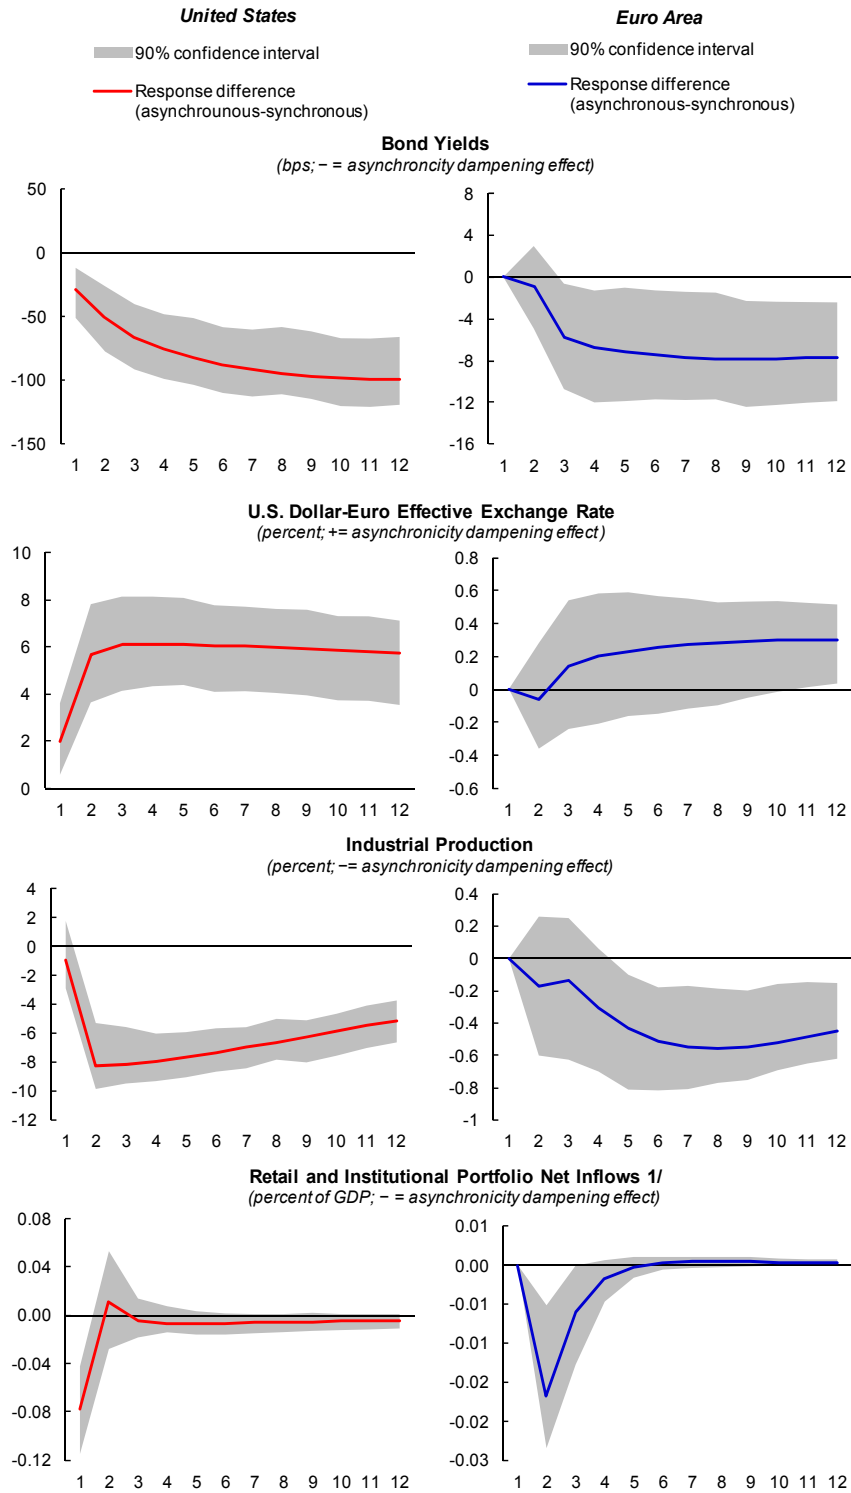 United States
Euro Area
90% confidence interval
Response difference
(asynchrounous-synchronous)
90% confidence interval
Response difference
(asynchronous-synchronous)
Bond Yields
(bps; − = asynchroncity dampening effect)
50
0
-50
-100
-150
1 2 3 4 5 6 7 8 9 10 11 12
8
4
0
-4
-8
-12
-16
1 2 3 4 5 6 7 8 9 10 11 12
U.S. Dollar-Euro Effective Exchange Rate
(percent; += asynchronicity dampening effect )
10
8
6
4
2
0
1 2 3 4 5 6 7 8 9 10 11 12
0.8
0.6
0.4
0.2
0
-0.2
-0.4
-0.6
1 2 3 4 5 6 7 8 9 10 11 12
Industrial Production
(percent; −= asynchronicity dampening effect)
4
2
0
-2
-4
-6
-8
-10
-12
1 2 3 4 5 6 7 8 9 10 11 12
0.4
0.2
0
-0.2
-0.4
-0.6
-0.8
-1
1 2 3 4 5 6 7 8 9 10 11 12
Retail and Institutional Portfolio Net Inflows 1/
(percent of GDP; − = asynchronicity dampening effect)
0.08
0.04
0.00
-0.04
-0.08
-0.12
1 2 3 4 5 6 7 8 9 10 11 12
0.01
0.00
-0.01
-0.01
-0.02
-0.02
-0.03
1 2 3 4 5 6 7 8 9 10 11 12